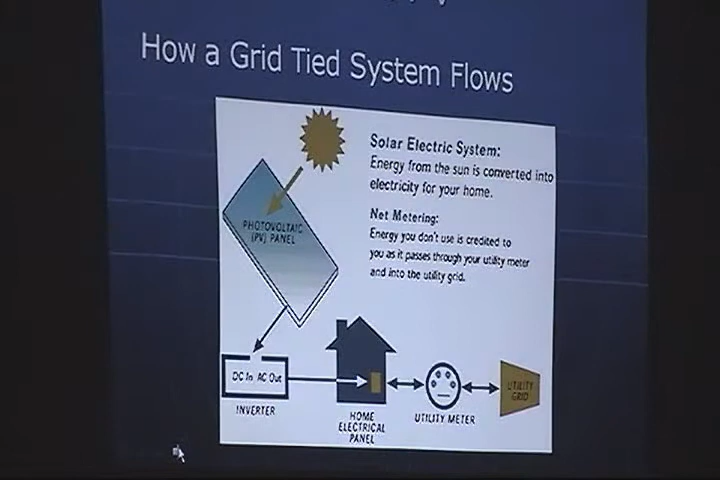 How a Grid Tied System Flows
Solar Electric System:
Energy from the sun is converted into
electricity for your home.
PHOTOVOLTAIC
(PV) PANEL
Net Metering:
Energy you don't use is credited to
you as it passes through your utility meter
and into the utility grid.
DC In AC Out
INVERTER
HOME
ELECTRICAL
PANEL
UTILITY METER
UTILITY
GRID